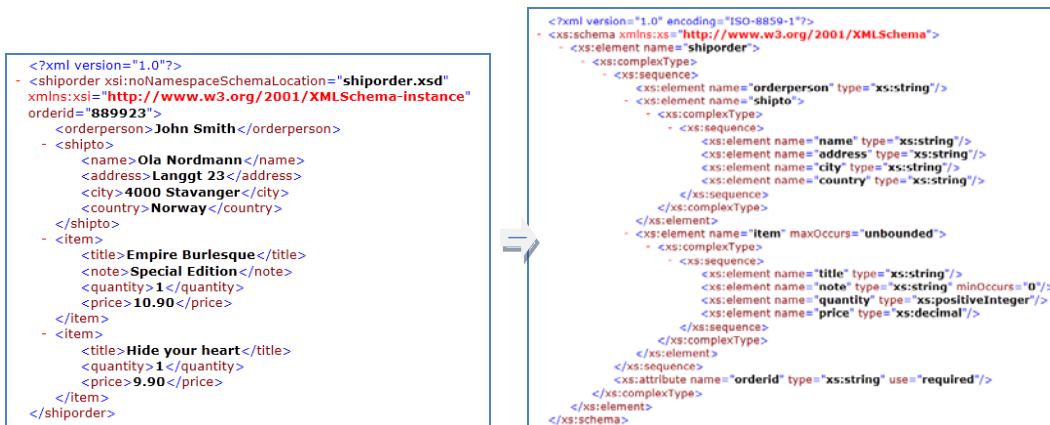 <?xml version="1.0"?>
- <shiporder xsi:noNamespaceSchemaLocation="shiporder.xsd"
xmlns:xsi="http://www.w3.org/2001/XMLSchema-instance"
orderid="889923">
<orderperson>John Smith</orderperson>
- <shipto>
<name>Ola Nordmann</name>
<address>Langgt 23</address>
<city>4000 Stavanger</city>
<country>Norway</country>
</shipto>
- <item>
<title>Empire Burlesque</title>
<note>Special Edition</note>
<quantity>1</quantity>
<price>10.90</price>
</item>
- <item>
<title>Hide your heart</title>
<quantity>1</quantity>
<price>9.90</price>
</item>
</shiporder>
<?xml version="1.0" encoding="ISO-8859-1"?>
- <xs:schema xmlns:xs="http://www.w3.org/2001/XMLSchema">
- <xs:element name="shiporder">
- <xs:complexType>
- <xs:sequence>
<xs:element name="orderperson" type="xs:string"/>
- <xs:element name="shipto">
- <xs:complexType>
- <xs:sequence>
<xs:element name="name" type="xs:string"/>
<xs:element name="address" type="xs:string"/>
<xs:element name="city" type="xs:string"/>
<xs:element name="country" type="xs:string"/>
</xs:sequence>
</xs:complexType>
</xs:element>
- <xs:element name="item" maxOccurs="unbounded">
- <xs:complexType>
- <xs:sequence>
<xs:element name="title" type="xs:string"/>
<xs:element name="note" type="xs:string" minOccurs="0"/>
<xs:element name="quantity" type="xs:positiveInteger"/>
<xs:element name="price" type="xs:decimal"/>
</xs:sequence>
</xs:complexType>
</xs:element>
</xs:sequence>
<xs:attribute name="orderid" type="xs:string" use="required"/>
</xs:complexType>
</xs:element>
</xs:schema>